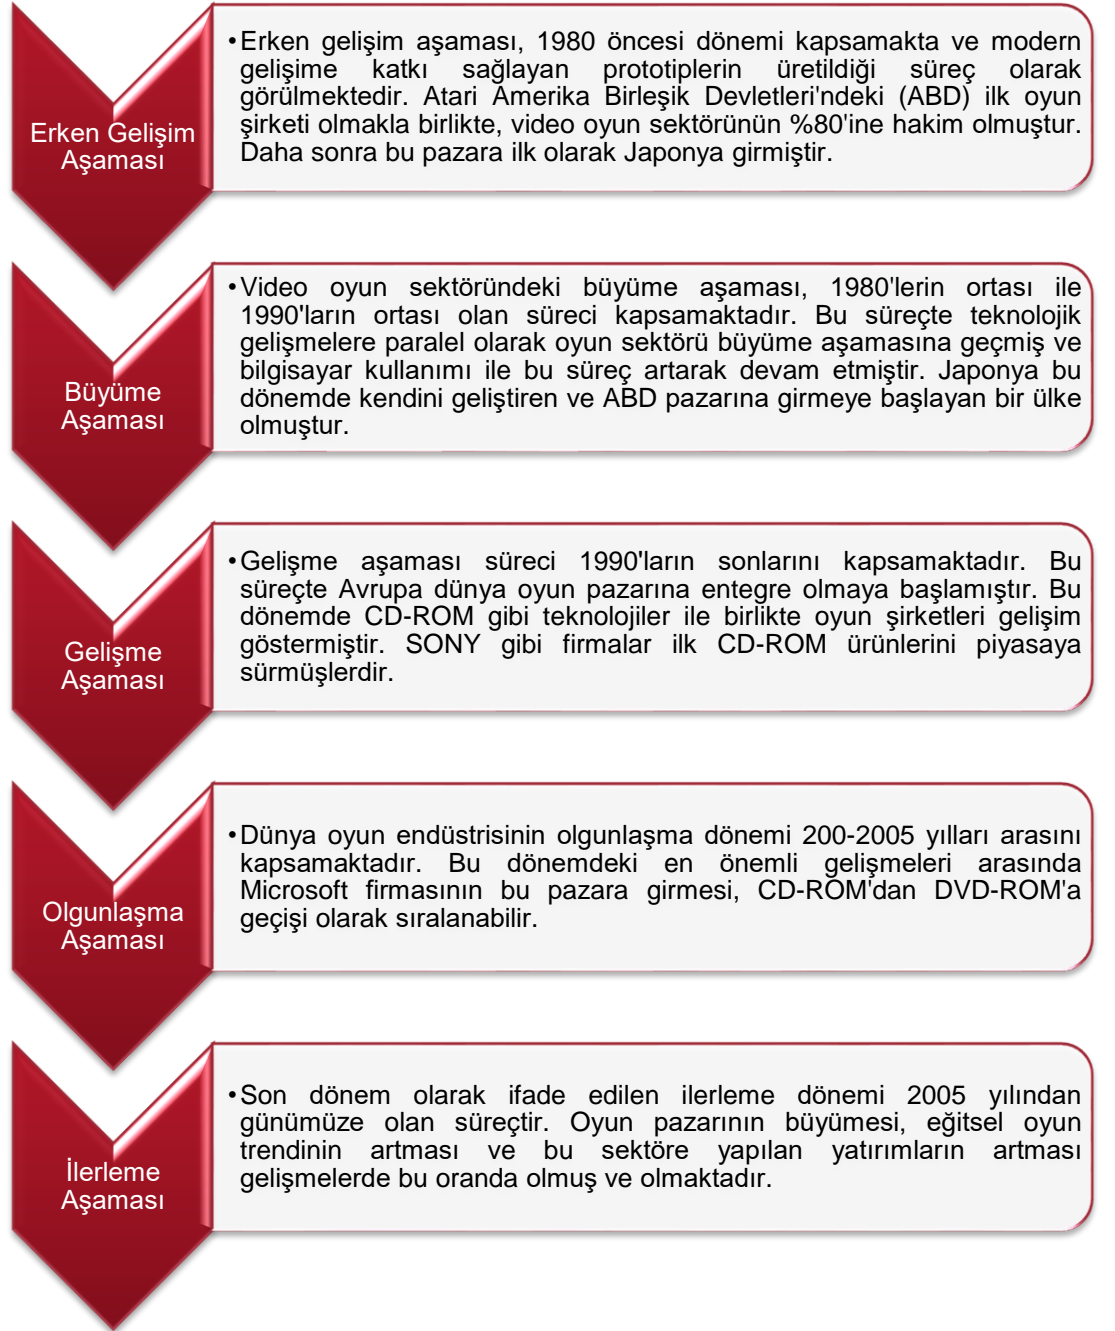 Erken Gelişim
Aşaması
•Erken gelişim aşaması, 1980 öncesi dönemi kapsamakta ve modern
gelişime katkı sağlayan prototiplerin üretildiği süreç olarak
görülmektedir. Atari Amerika Birleşik Devletleri'ndeki (ABD) ilk oyun
şirketi olmakla birlikte, video oyun sektörünün %80'ine hakim olmuştur.
Daha sonra bu pazara ilk olarak Japonya girmiştir.
Büyüme
Aşaması
•Video oyun sektöründeki büyüme aşaması, 1980'lerin ortası ile
1990'ların ortası olan süreci kapsamaktadır. Bu süreçte teknolojik
gelişmelere paralel olarak oyun sektörü büyüme aşamasına geçmiş ve
bilgisayar kullanımı ile bu süreç artarak devam etmiştir. Japonya bu
dönemde kendini geliştiren ve ABD pazarına girmeye başlayan bir ülke
olmuştur.
Gelişme
Aşaması
•Gelişme aşaması süreci 1990'ların sonlarını kapsamaktadır. Bu
süreçte Avrupa dünya oyun pazarına entegre olmaya başlamıştır. Bu
dönemde CD-ROM gibi teknolojiler ile birlikte oyun şirketleri gelişim
göstermiştir. SONY gibi firmalar ilk CD-ROM ürünlerini piyasaya
sürmüşlerdir.
Olgunlaşma
Aşaması
•Dünya oyun endüstrisinin olgunlaşma dönemi 200-2005 yılları arasını
kapsamaktadır. Bu dönemdeki en önemli gelişmeleri arasında
Microsoft firmasının bu pazara girmesi, CD-ROM'dan DVD-ROM'a
geçişi olarak sıralanabilir.
İlerleme
Aşaması
•Son dönem olarak ifade edilen ilerleme dönemi 2005 yılından
günümüze olan süreçtir. Oyun pazarının büyümesi, eğitsel oyun
trendinin artması ve bu sektöre yapılan yatırımların artması
gelişmelerde bu oranda olmuş ve olmaktadır.